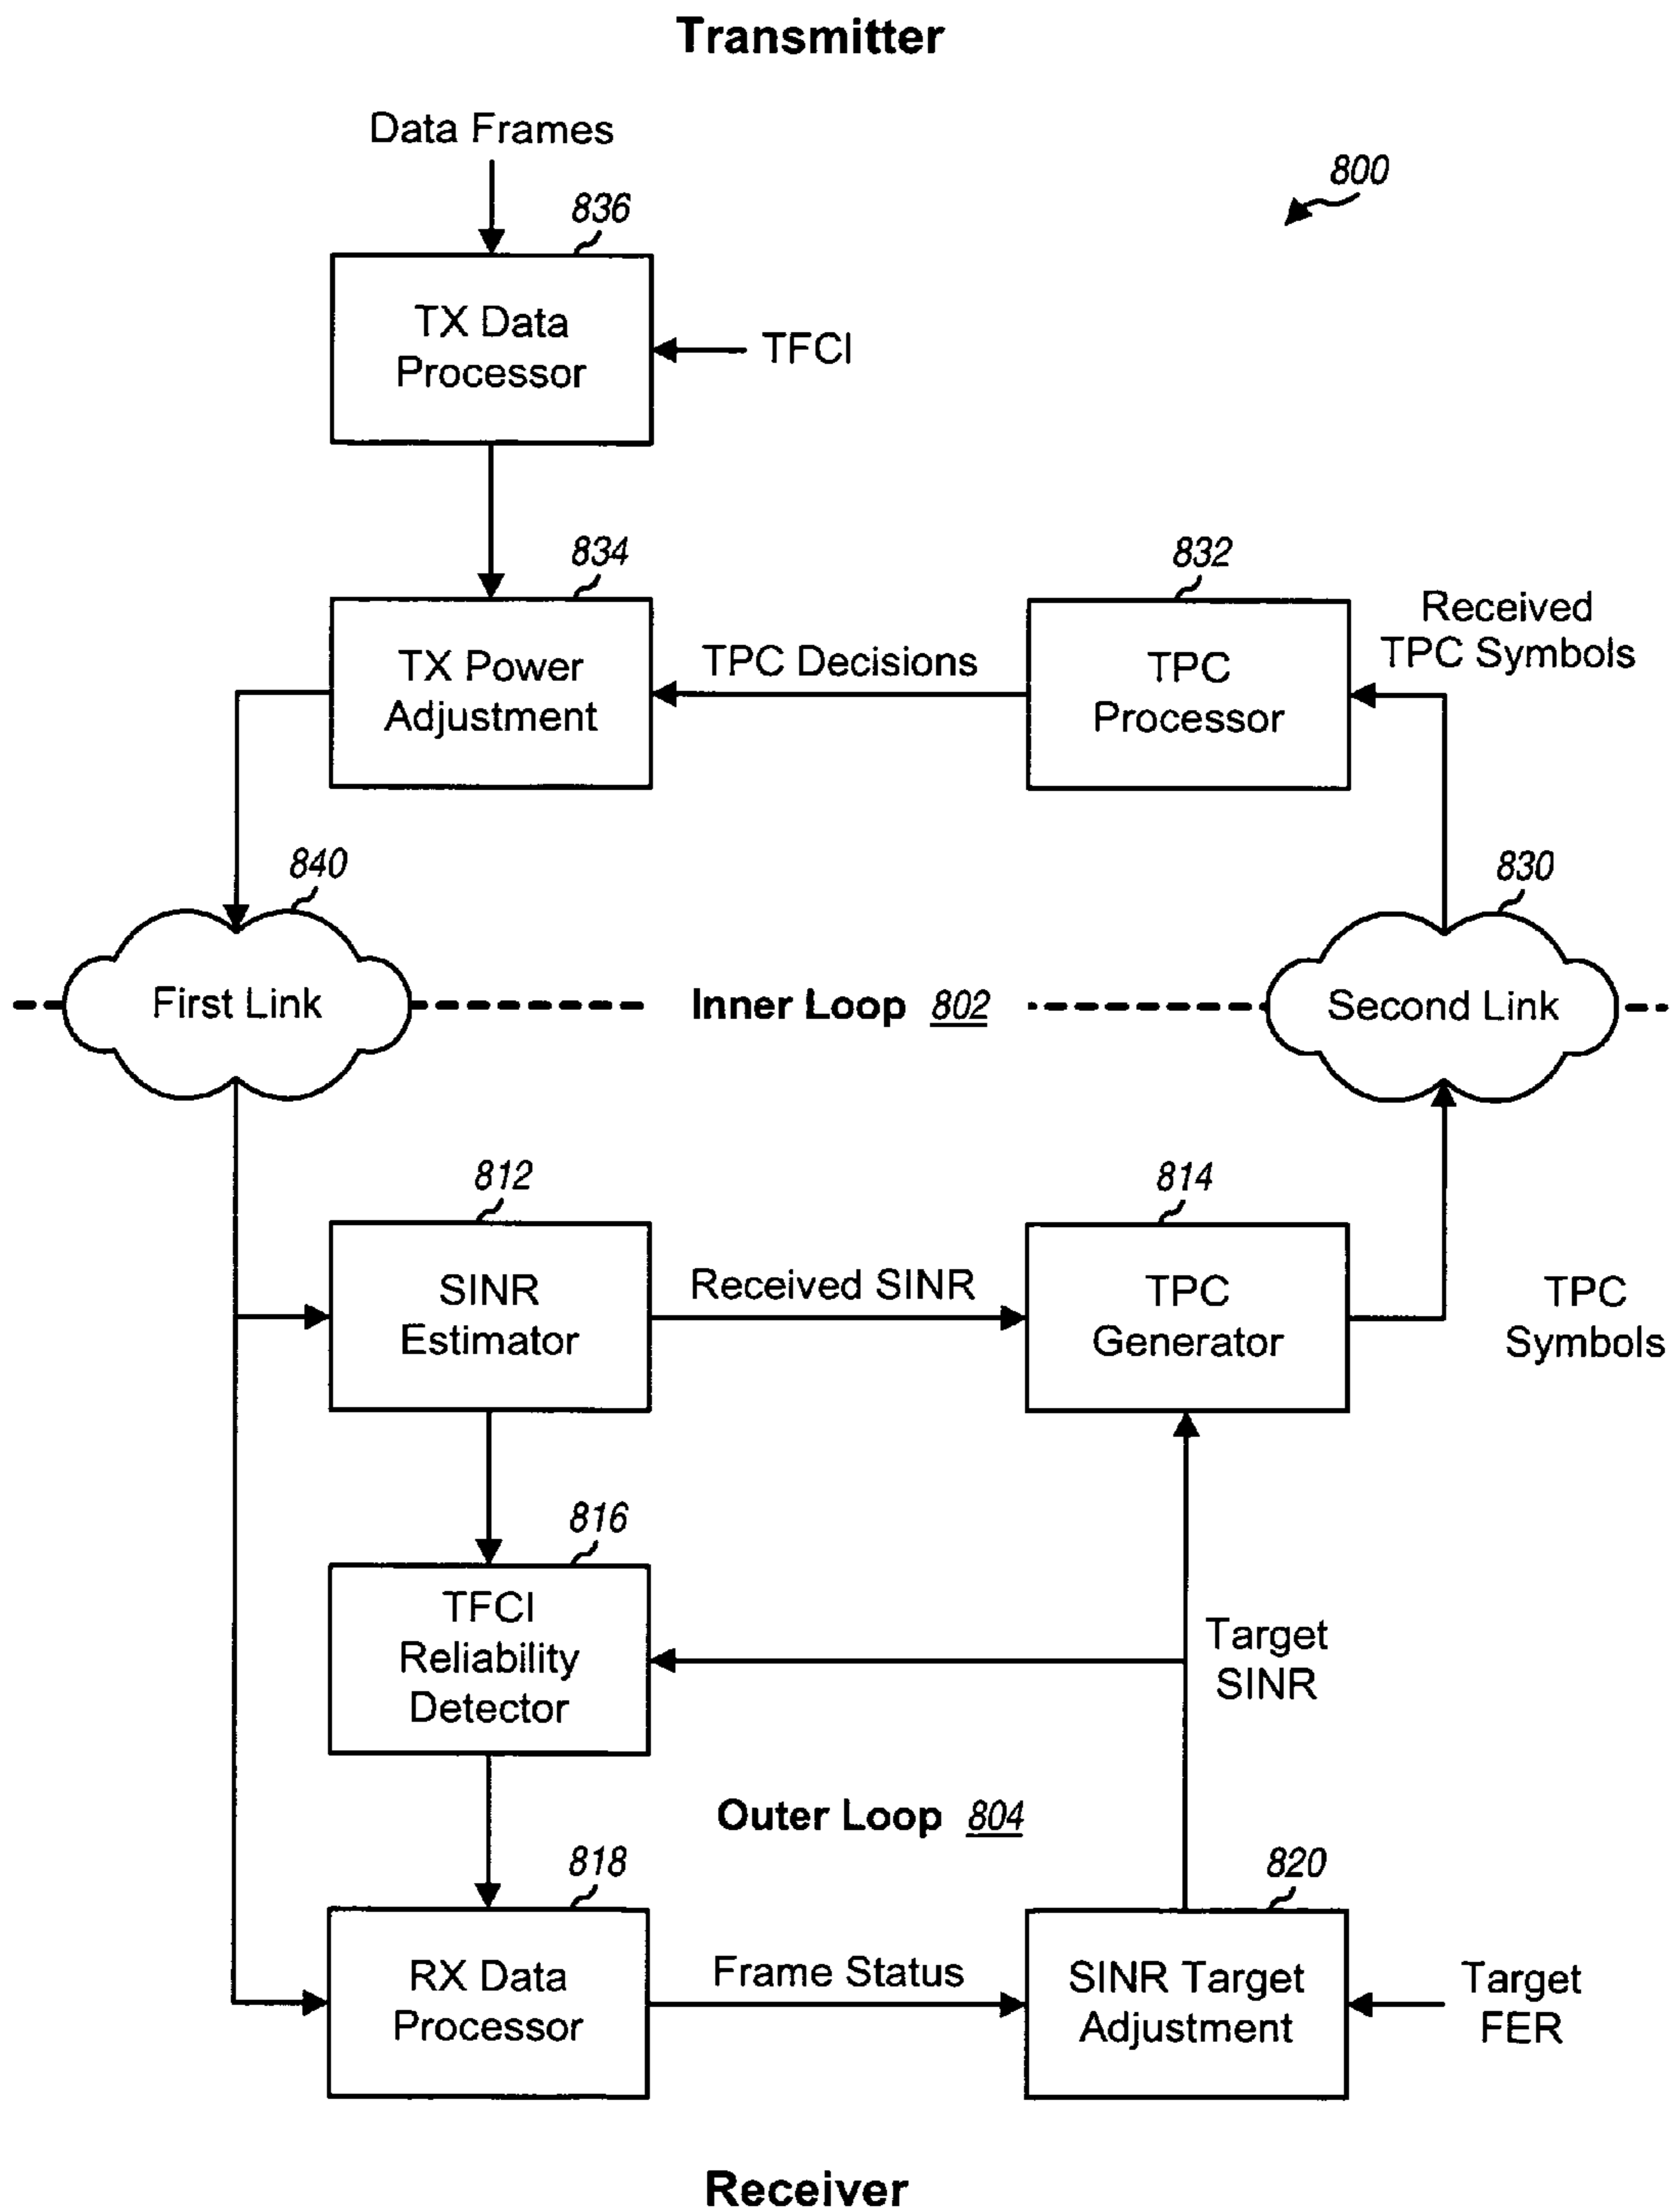 Transmitter
Data Frames
800
836
TX Data
Processor
TFCI
834
832
Received
TPC Symbols
TX Power
Adjustment
TPC Decisions
TPC
Processor
840
830
First Link
Inner Loop 802
Second Link
812
814
SINR
Estimator
Received SINR
TPC
Generator
TPC
Symbols
816
TFCI
Reliability
Detector
Target
SINR
Outer Loop 804
818
820
RX Data
Processor
Frame Status
SINR Target
Adjustment
Target
FER
Receiver